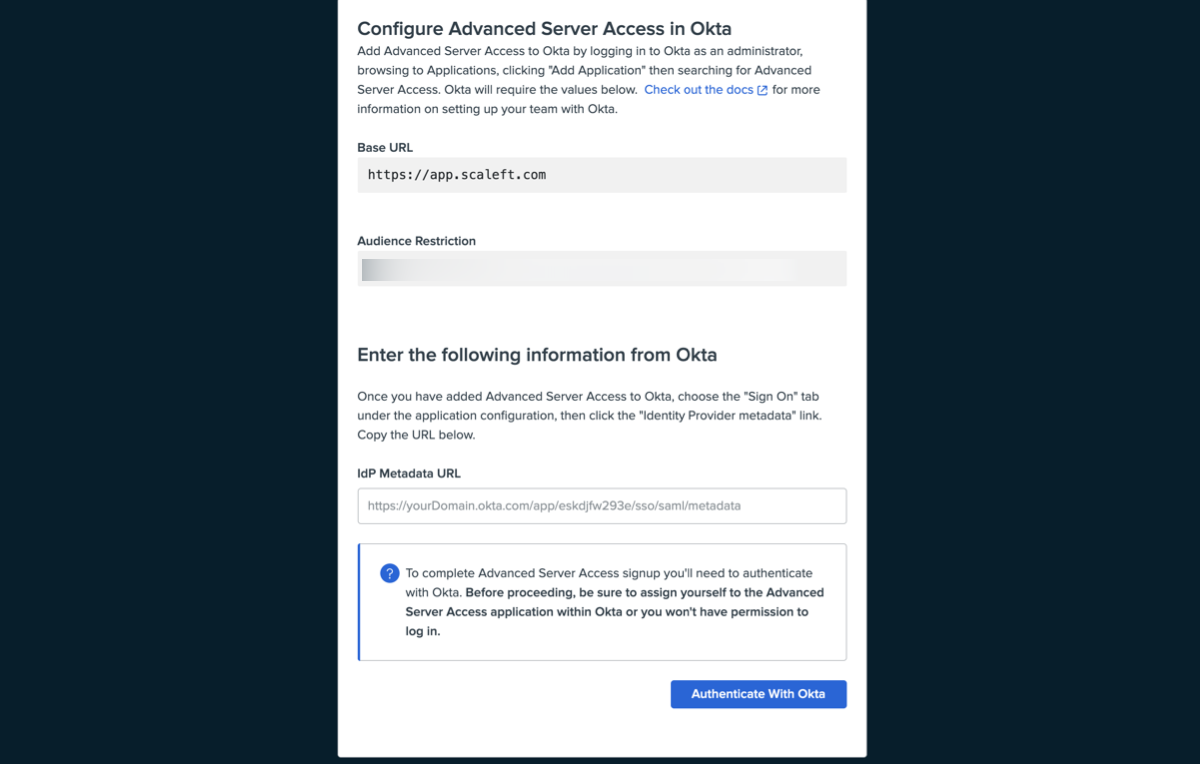 Configure Advanced Server Access in Okta
Add Advanced Server Access to Okta by logging in to Okta as an administrator,
browsing to Applications, clicking "Add Application" then searching for Advanced
Server Access. Okta will require the values below. Check out the docs for more
information on setting up your team with Okta.
Base URL
https://app.scaleft.com
Audience Restriction
Enter the following information from Okta
Once you have added Advanced Server Access to Okta, choose the "Sign On" tab
under the application configuration, then click the "Identity Provider metadata" link.
Copy the URL below.
IdP Metadata URL
https://yourDomain.okta.com/app/eskdjfw293e/sso/saml/metadata
? To complete Advanced Server Access signup you'll need to authenticate
with Okta. Before proceeding, be sure to assign yourself to the Advanced
Server Access application within Okta or you won't have permission to
log in.
Authenticate With Okta